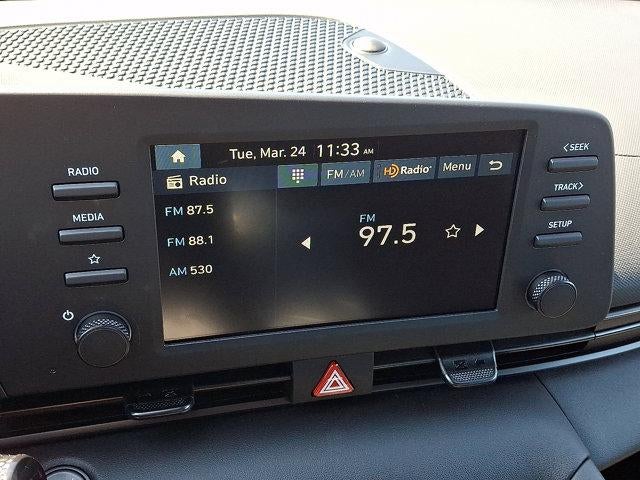 Tue, Mar. 24 11:33 AM
Radio FM/AM HD Radio Menu
FM 87.5
FM 88.1
AM 530
FM
97.5
RADIO
MEDIA
< SEEK
TRACK >
SETUP